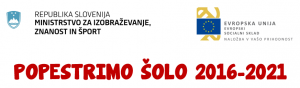 REPUBLIKA SLOVENIJA
MINISTRSTVO ZA IZOBRAŽEVANJE,
ZNANOST IN ŠPORT
EVROPSKA UNIJA
EVROPSKI
SOCIALNI SKLAD
NALOŽBA V VAŠO PRIHODNOST
POPESTRIMO ŠOLO 2016-2021